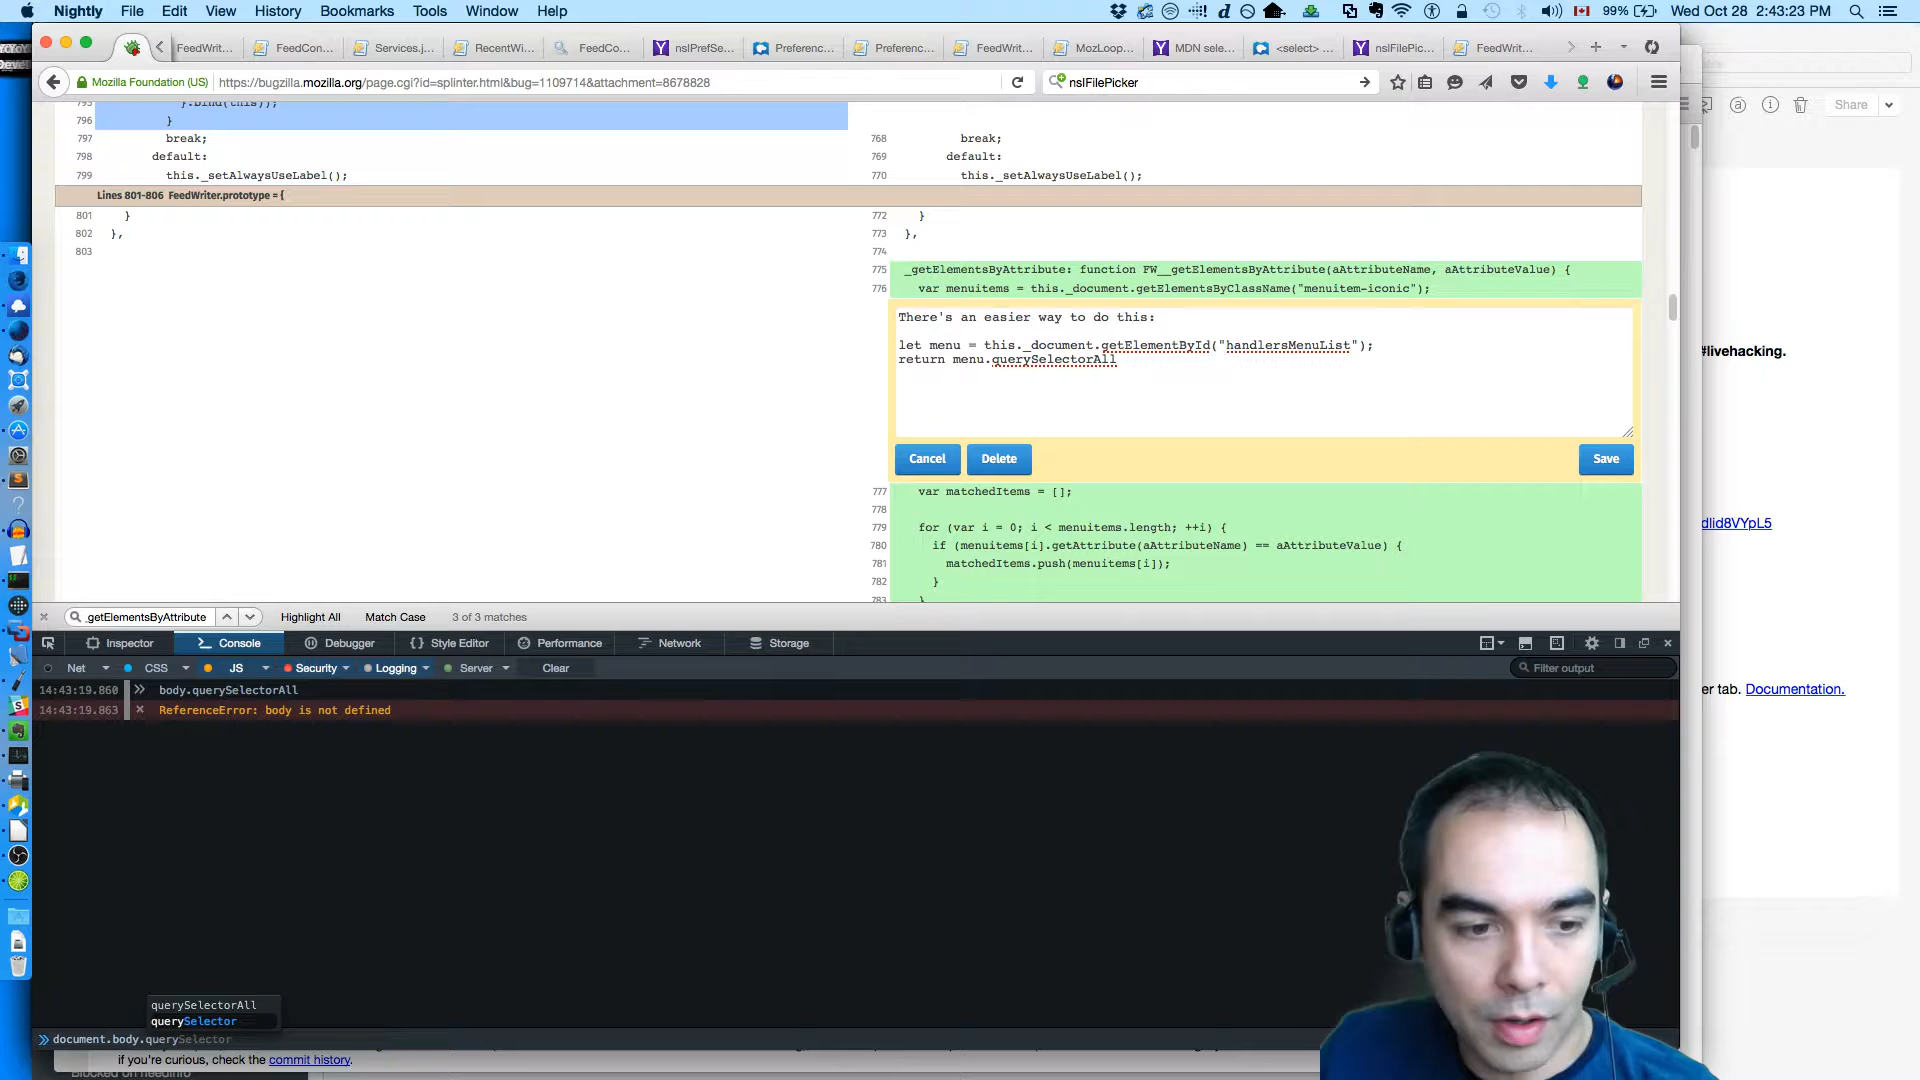 Nightly File Edit View History Bookmarks Tools Window Help 99% Wed Oct 28 2:43:23 PM
FeedWrit... FeedCon... Services.j... RecentWi... FeedCo... nsIPrefSe... Preferenc... Preferenc... FeedWrit... MozLoop... MDN sele... <select> ... nsIFilePic... FeedWrit...
Mozilla Foundation (US) https://bugzilla.mozilla.org/page.cgi?id=splinter.html&bug=1109714&attachment=8678828 nsIFilePicker
Share
795 }.bind(this));
796 }
797 break; 768 break;
798 default: 769 default:
799 this._setAlwaysUseLabel(); 770 this._setAlwaysUseLabel();
Lines 801-806 FeedWriter.prototype = {
801 } 772 }
802 }, 773 },
803 774
775 _getElementsByAttribute: function FW__getElementsByAttribute(aAttributeName, aAttributeValue) {
776 var menuitems = this._document.getElementsByClassName("menuitem-iconic");
There's an easier way to do this:
let menu = this._document.getElementById("handlersMenuList");
return menu.querySelectorAll
#livehacking.
Cancel Delete Save
777 var matchedItems = [];
778
779 for (var i = 0; i < menuitems.length; ++i) {
780 if (menuitems[i].getAttribute(aAttributeName) == aAttributeValue) {
781 matchedItems.push(menuitems[i]);
782 }
783 }
dlid8VYpL5
_getElementsByAttribute Highlight All Match Case 3 of 3 matches
Inspector Console Debugger Style Editor Performance Network Storage
Net CSS JS Security Logging Server Clear Filter output
14:43:19.860 body.querySelectorAll
14:43:19.863 ReferenceError: body is not defined
er tab. Documentation.
querySelectorAll
querySelector
document.body.querySelector
if you're curious, check the commit history.
Blocked on needinfo